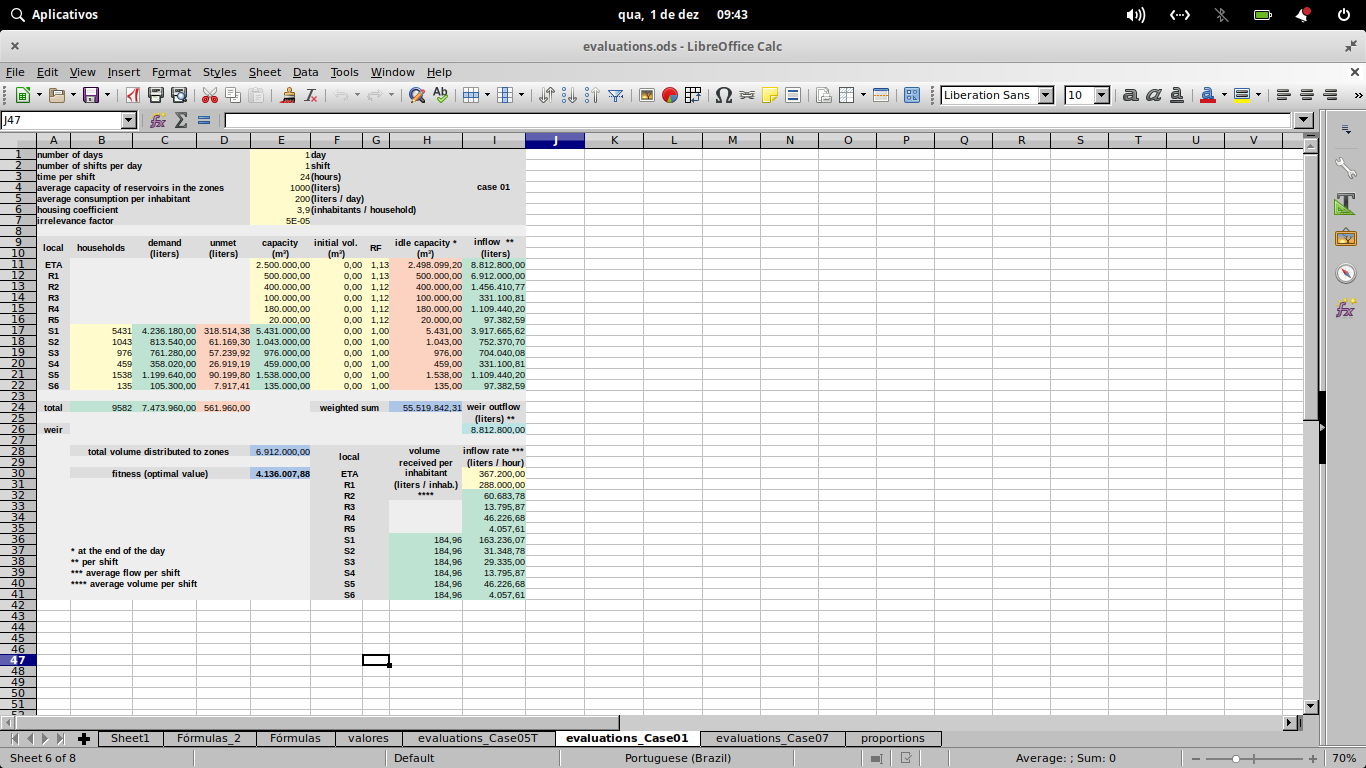 Aplicativos qua, 1 de dez 09:43
evaluations.ods - LibreOffice Calc
File Edit View Insert Format Styles Sheet Data Tools Window Help
Liberation Sans 10
J47
A B C D E F G H I J K L M N O P Q R S T U V
1 number of days 1 day
2 number of shifts per day 1 shift
3 time per shift 24 (hours)
4 average capacity of reservoirs in the zones 1000 (liters) case 01
5 average consumption per inhabitant 200 (liters / day)
6 housing coefficient 3,9 (inhabitants / household)
7 irrelevance factor 5E-05
8
9 local households demand unmet capacity initial vol. RF idle capacity * inflow **
10 (liters) (liters) (m³) (m³) (m³) (liters)
11 ETA 2.500.000,00 0,00 1,13 2.498.099,20 8.812.800,00
12 R1 500.000,00 0,00 1,13 500.000,00 6.912.000,00
13 R2 400.000,00 0,00 1,12 400.000,00 1.456.410,77
14 R3 100.000,00 0,00 1,12 100.000,00 331.100,81
15 R4 180.000,00 0,00 1,12 180.000,00 1.109.440,20
16 R5 20.000,00 0,00 1,12 20.000,00 97.382,59
17 S1 5431 4.236.180,00 318.514,38 5.431.000,00 0,00 1,00 5.431,00 3.917.665,62
18 S2 1043 813.540,00 61.169,30 1.043.000,00 0,00 1,00 1.043,00 752.370,70
19 S3 976 761.280,00 57.239,92 976.000,00 0,00 1,00 976,00 704.040,08
20 S4 459 358.020,00 26.919,19 459.000,00 0,00 1,00 459,00 331.100,81
21 S5 1538 1.199.640,00 90.199,80 1.538.000,00 0,00 1,00 1.538,00 1.109.440,20
22 S6 135 105.300,00 7.917,41 135.000,00 0,00 1,00 135,00 97.382,59
23
24 total 9582 7.473.960,00 561.960,00 weighted sum 55.519.842,31 weir outflow
25 (liters) **
26 weir 8.812.800,00
27
28 total volume distributed to zones 6.912.000,00 local volume inflow rate ***
29 received per (liters / hour)
30 fitness (optimal value) 4.136.007,88 ETA inhabitant 367.200,00
31 R1 (liters / inhab.) 288.000,00
32 R2 **** 60.683,78
33 R3 13.795,87
34 R4 46.226,68
35 R5 4.057,61
36 S1 184,96 163.236,07
37 * at the end of the day S2 184,96 31.348,78
38 ** per shift S3 184,96 29.335,00
39 *** average flow per shift S4 184,96 13.795,87
40 **** average volume per shift S5 184,96 46.226,68
41 S6 184,96 4.057,61
42
43
44
45
46
47
48
49
50
51
Sheet1 Fórmulas_2 Fórmulas valores evaluations_Case05T evaluations_Case01 evaluations_Case07 proportions
Sheet 6 of 8 Default Portuguese (Brazil) Average: ; Sum: 0 70%